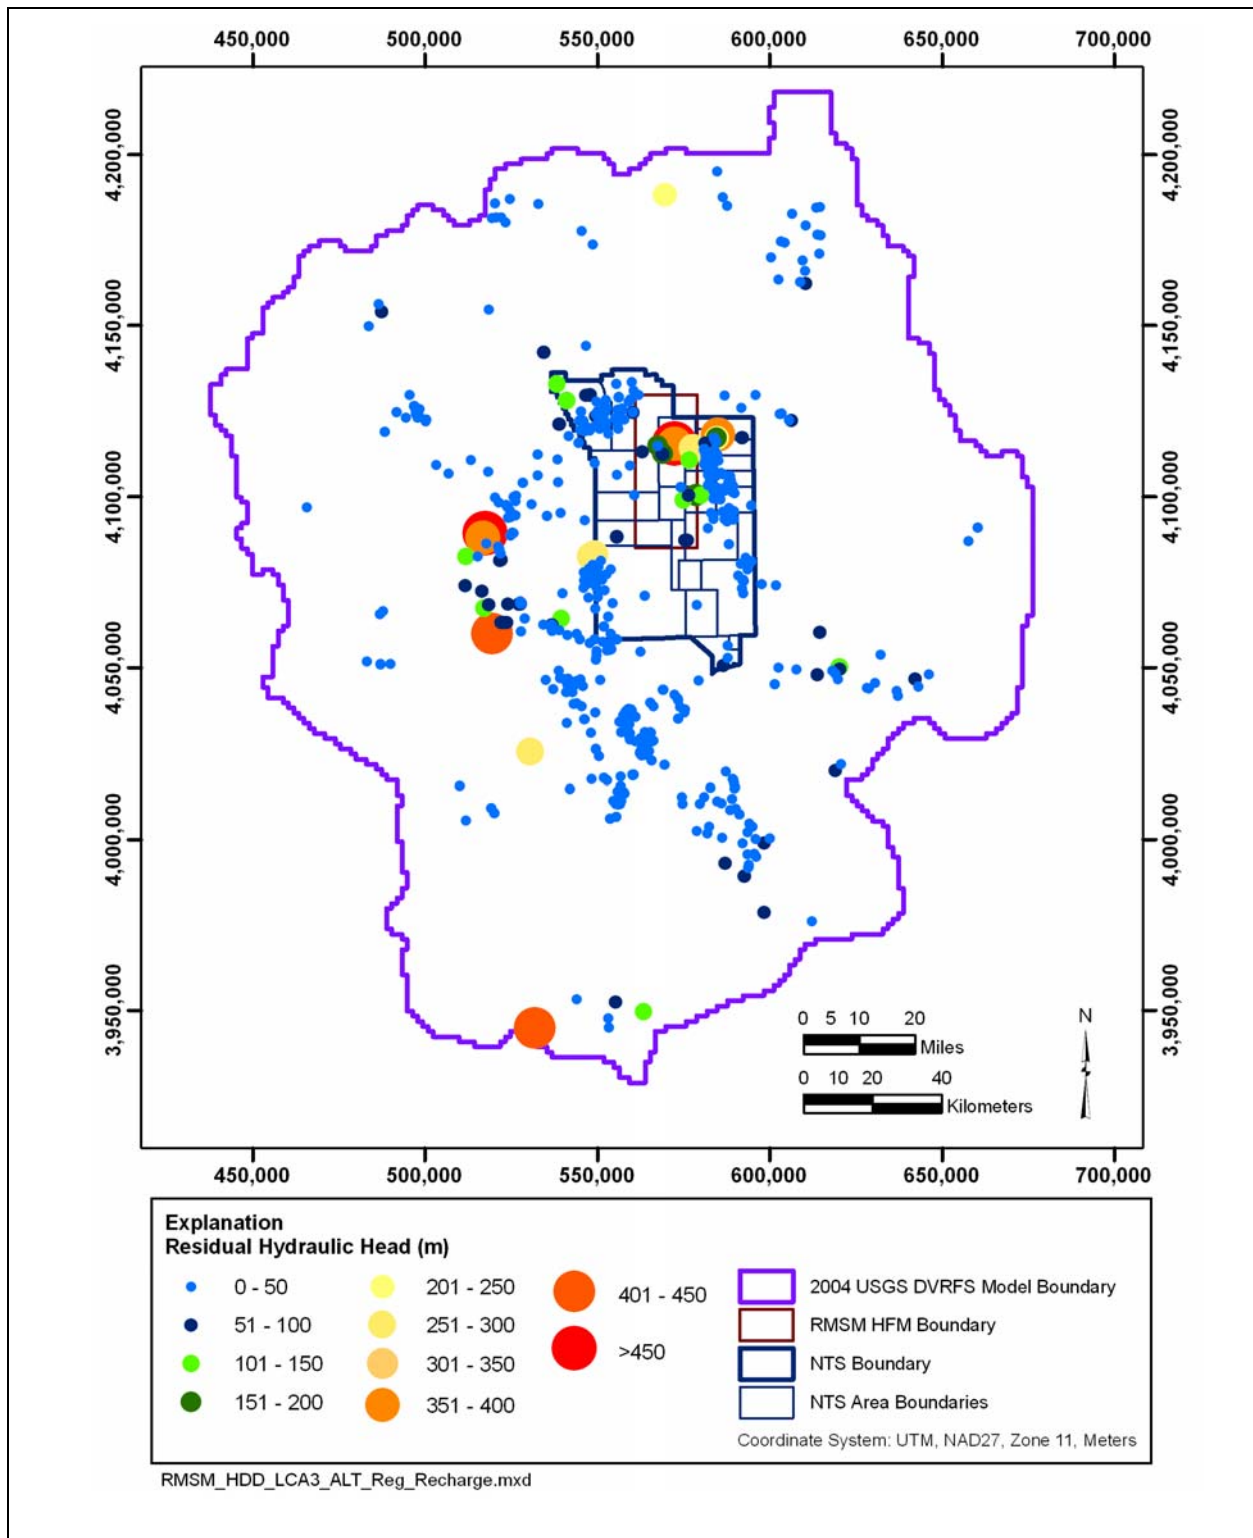 450,000 500,000 550,000 600,000 650,000 700,000
4,200,000 4,200,000
4,150,000 4,150,000
4,100,000 4,100,000
4,050,000 4,050,000
4,000,000 4,000,000
3,950,000 3,950,000
0 5 10 20
Miles
0 10 20 40
Kilometers
N
450,000 500,000 550,000 600,000 650,000 700,000
Explanation
Residual Hydraulic Head (m)
0 - 50
51 - 100
101 - 150
151 - 200
201 - 250
251 - 300
301 - 350
351 - 400
401 - 450
>450
2004 USGS DVRFS Model Boundary
RMSM HFM Boundary
NTS Boundary
NTS Area Boundaries
Coordinate System: UTM, NAD27, Zone 11, Meters
RMSM_HDD_LCA3_ALT_Reg_Recharge.mxd